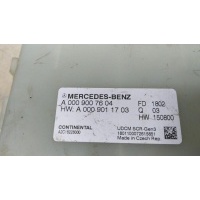 MERCEDES-BENZ
A 000 900 76 04 FD 1802
HW: A 000 901 17 03 Q 03
HW 150800
CONTINENTAL UDCM SCR-Gen3
Made in Czech Rep.